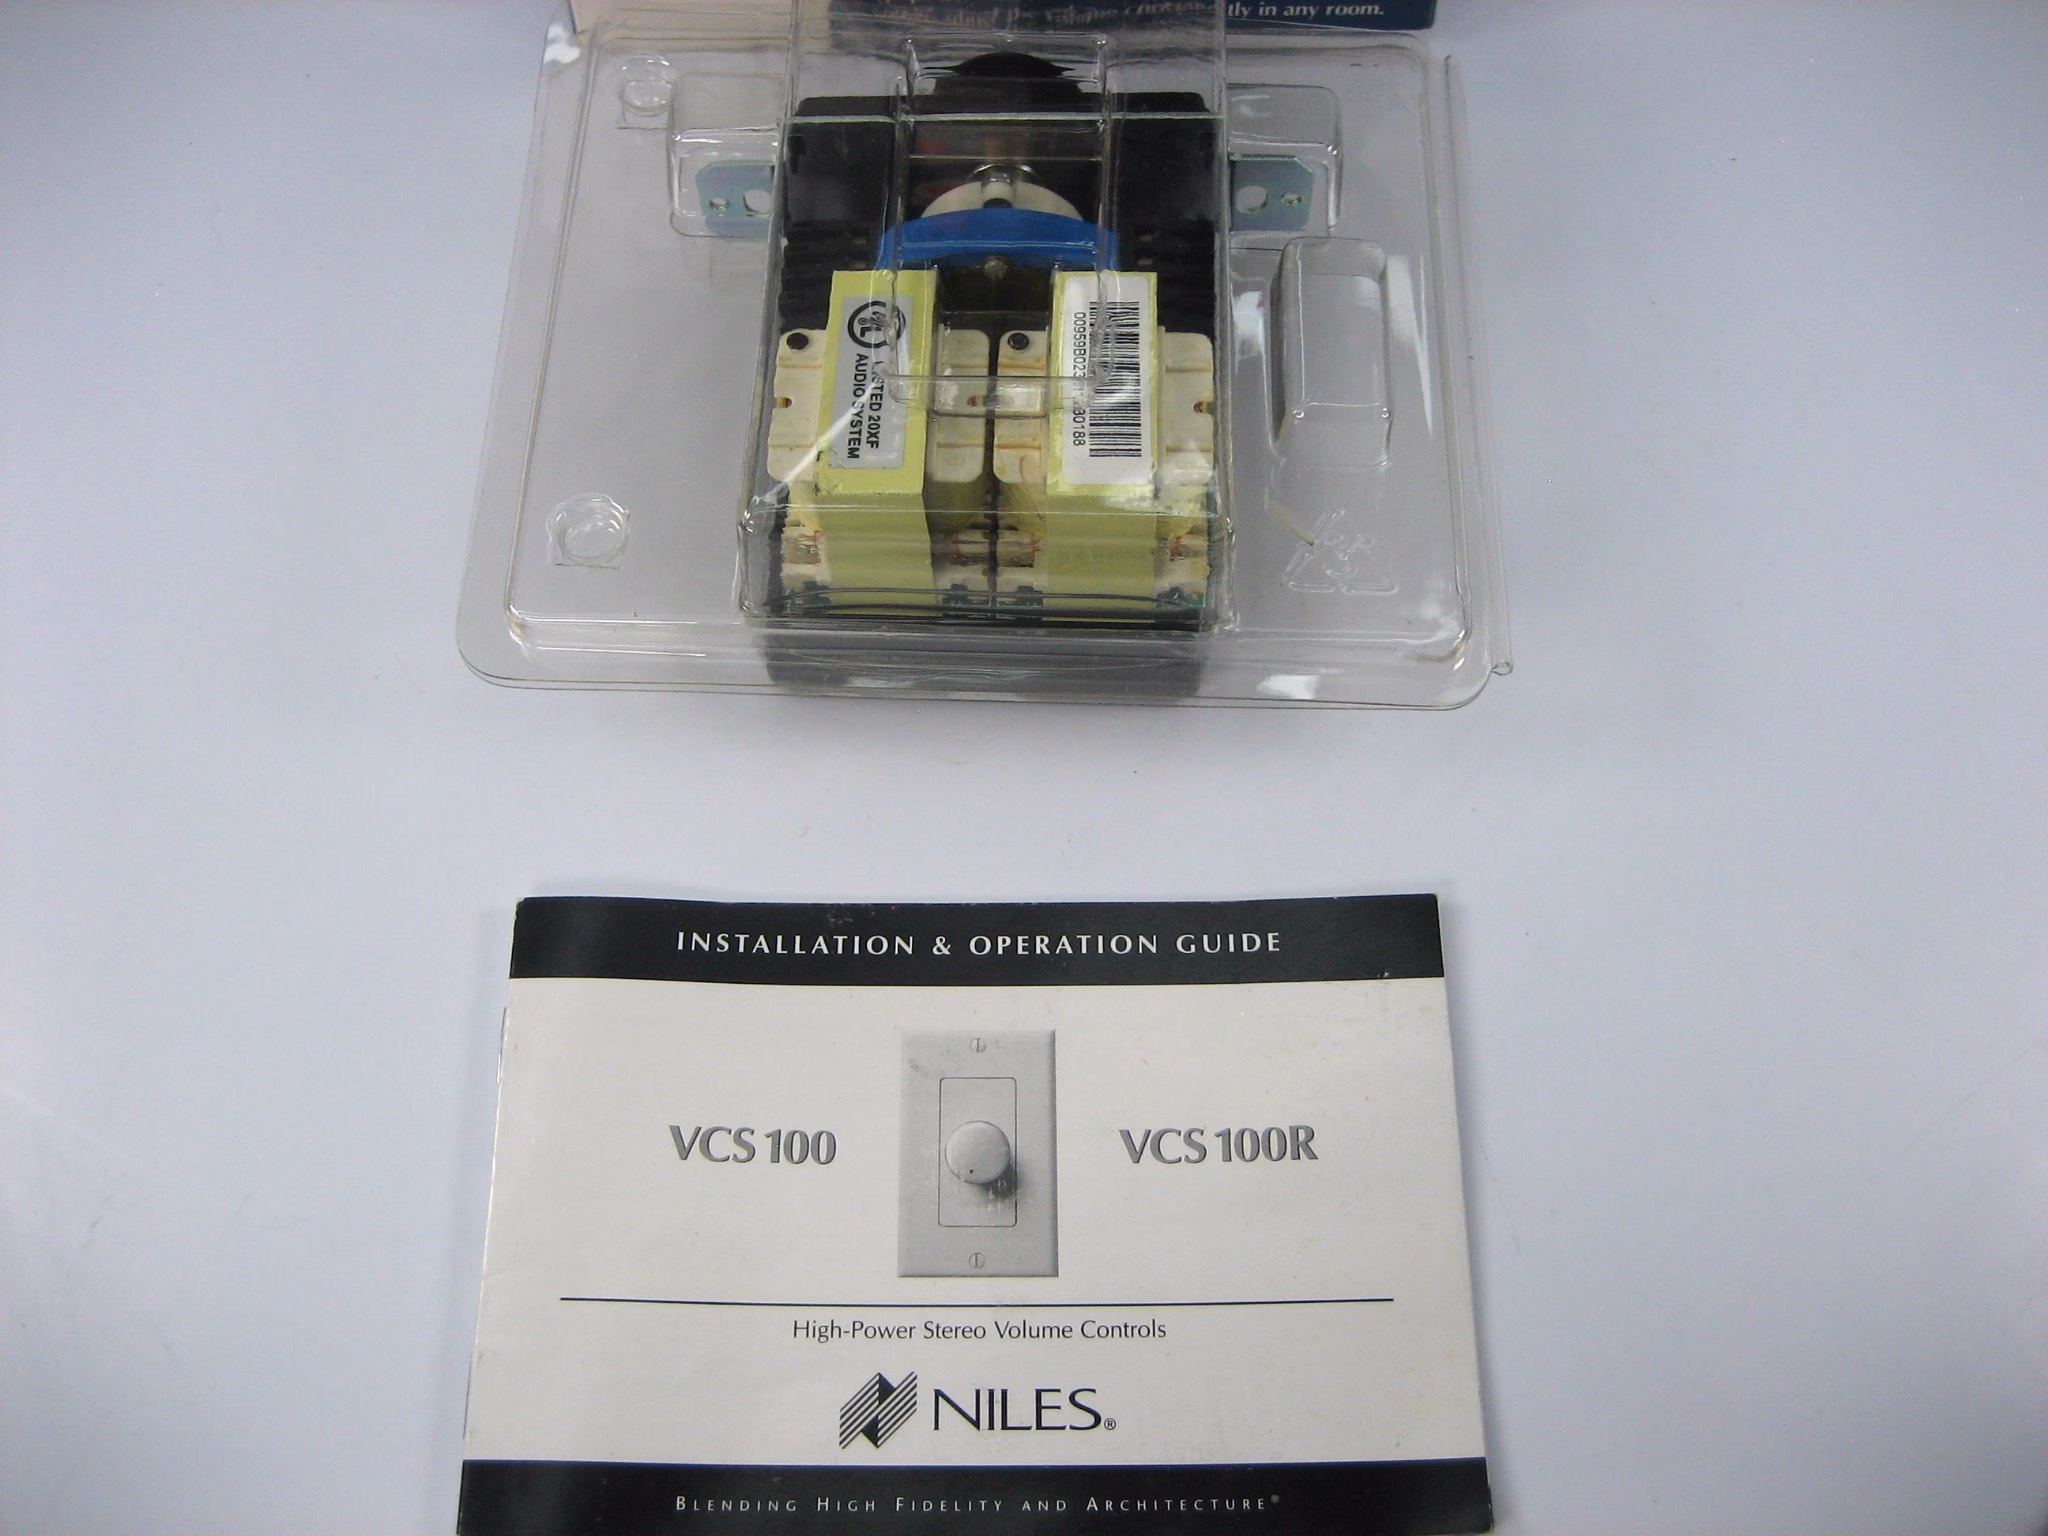 tly in any room.
UL
LISTED 20XF
AUDIO SYSTEM
INSTALLATION & OPERATION GUIDE
VCS 100
VCS 100R
High-Power Stereo Volume Controls
NILES®
BLENDING HIGH FIDELITY AND ARCHITECTURE®